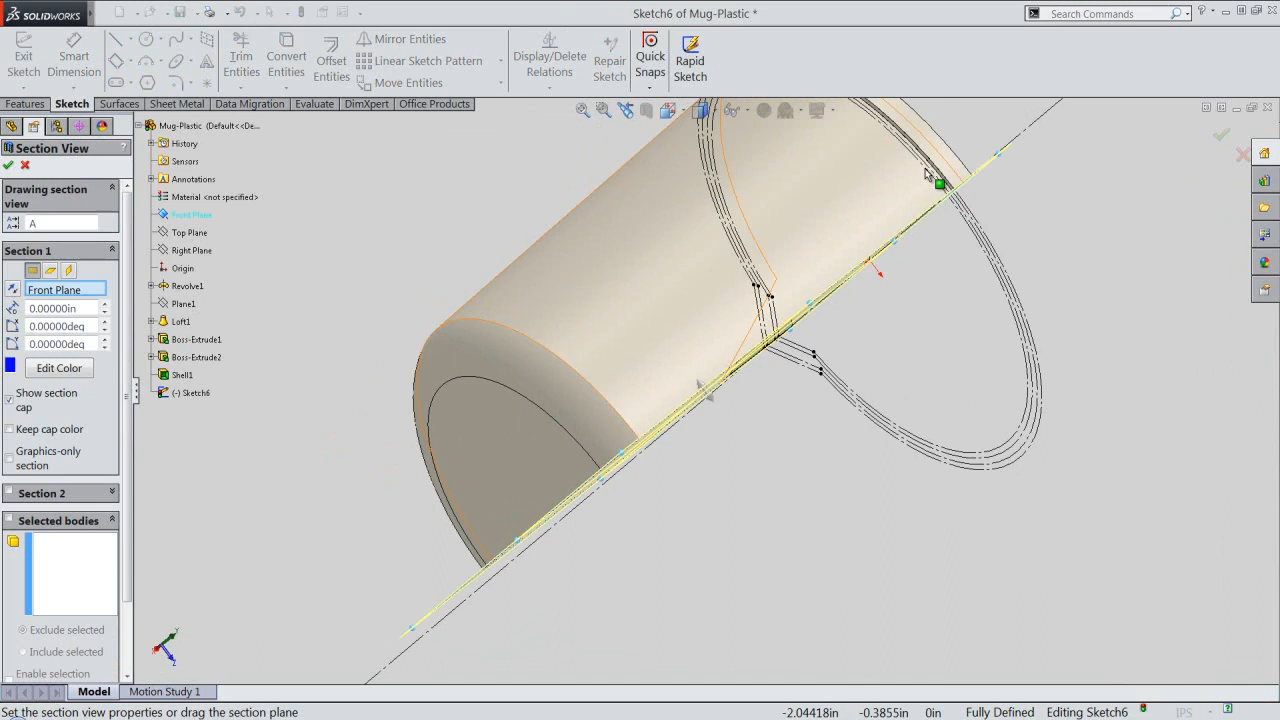 SOLIDWORKS
Sketch6 of Mug-Plastic *
Search Commands
Exit Sketch
Smart Dimension
Trim Entities
Convert Entities
Offset Entities
Mirror Entities
Linear Sketch Pattern
Move Entities
Display/Delete Relations
Repair Sketch
Quick Snaps
Rapid Sketch
Features
Sketch
Surfaces
Sheet Metal
Data Migration
Evaluate
DimXpert
Office Products
Section View
Drawing section
view
A
Section 1
Front Plane
0.00000in
0.00000deg
0.00000deg
Edit Color
Show section
cap
Keep cap color
Graphics-only
section
Section 2
Selected bodies
Exclude selected
Include selected
Enable selection
Mug-Plastic (Default<<De...
History
Sensors
Annotations
Material <not specified>
Front Plane
Top Plane
Right Plane
Origin
Revolve1
Plane1
Loft1
Boss-Extrude1
Boss-Extrude2
Shell1
(-) Sketch6
Y
Z
Model
Motion Study 1
Set the section view properties or drag the section plane
-2.04418in
-0.3855in
0in
Fully Defined
Editing Sketch6
IPS